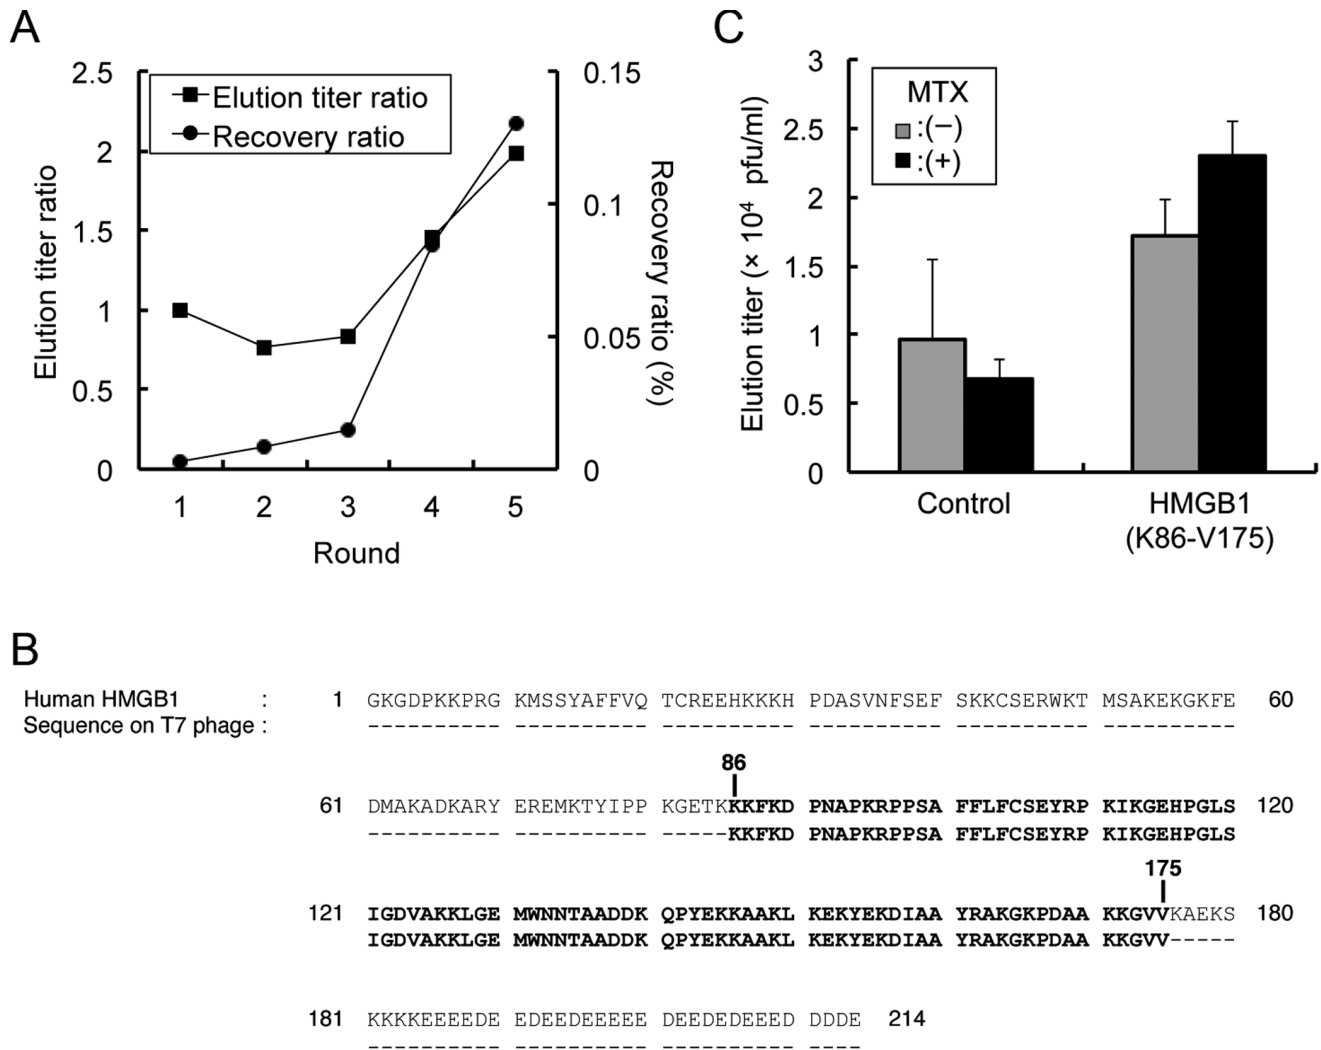 A
Elution titer ratio
Recovery ratio
2.5
2
1.5
1
0.5
0
Elution titer ratio
0.15
0.1
0.05
0
Recovery ratio (%)
1 2 3 4 5
Round
C
MTX
:(−)
:(+)
3
2.5
2
1.5
1
0.5
0
Elution titer (× 10⁴ pfu/ml)
Control
HMGB1
(K86-V175)
B
Human HMGB1 : 1 GKGDPKKPRG KMSSYAFFVQ TCREEHKKKH PDASVNFSEF SKKCSERWKT MSAKEKGKFE 60
Sequence on T7 phage : ---------- ---------- ---------- ---------- ---------- ----------
86
61 DMAKADKARY EREMKTYIPP KGETKKKFKD PNAPKRPPSA FFLFCSEYRP KIKGEHPGLS 120
---------- ---------- -----KKFKD PNAPKRPPSA FFLFCSEYRP KIKGEHPGLS
175
121 IGDVAKKLGE MWNNTAADDK QPYEKKAAKL KEKYEKDIAA YRAKGKPDAA KKGVVKAEKS 180
IGDVAKKLGE MWNNTAADDK QPYEKKAAKL KEKYEKDIAA YRAKGKPDAA KKGVV-----
181 KKKKEEEEDE EDEEDEEEEE DEEDEDEEED DDDE 214
---------- ---------- ---------- ----